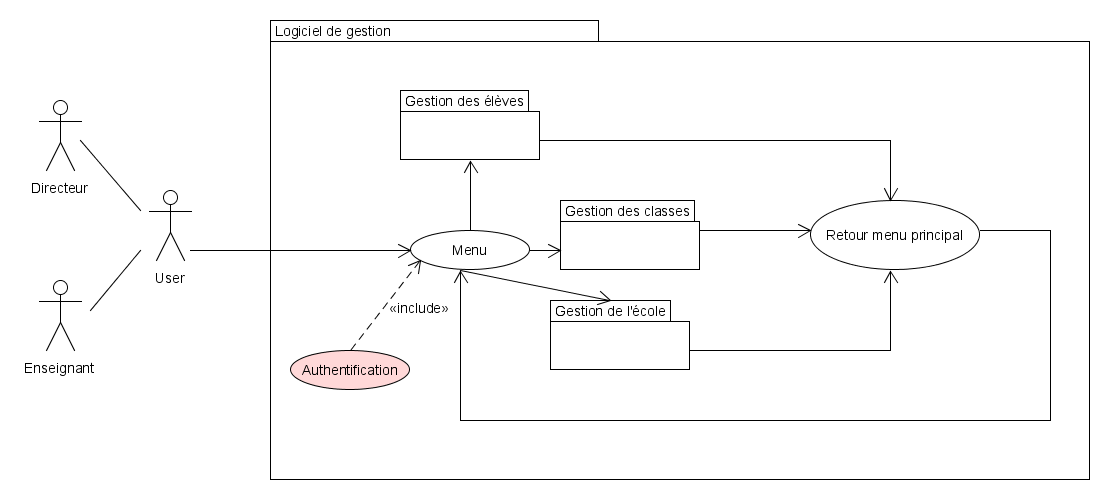 Logiciel de gestion
Gestion des élèves
Directeur
Gestion des classes
User
Menu
Retour menu principal
«include»
Gestion de l'école
Enseignant
Authentification